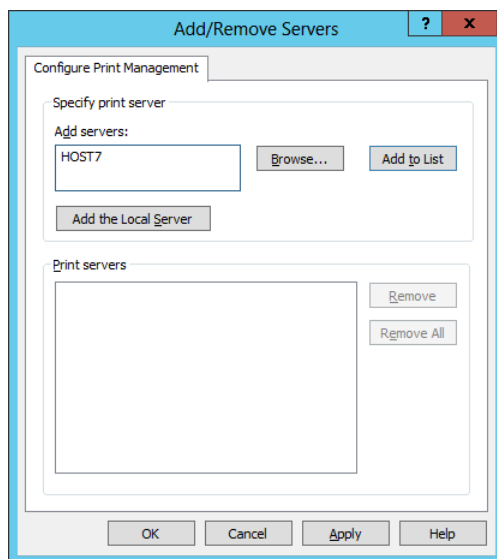 Add/Remove Servers
?
x
Configure Print Management
Specify print server
Add servers:
HOST7
Browse...
Add to List
Add the Local Server
Print servers
Remove
Remove All
OK
Cancel
Apply
Help